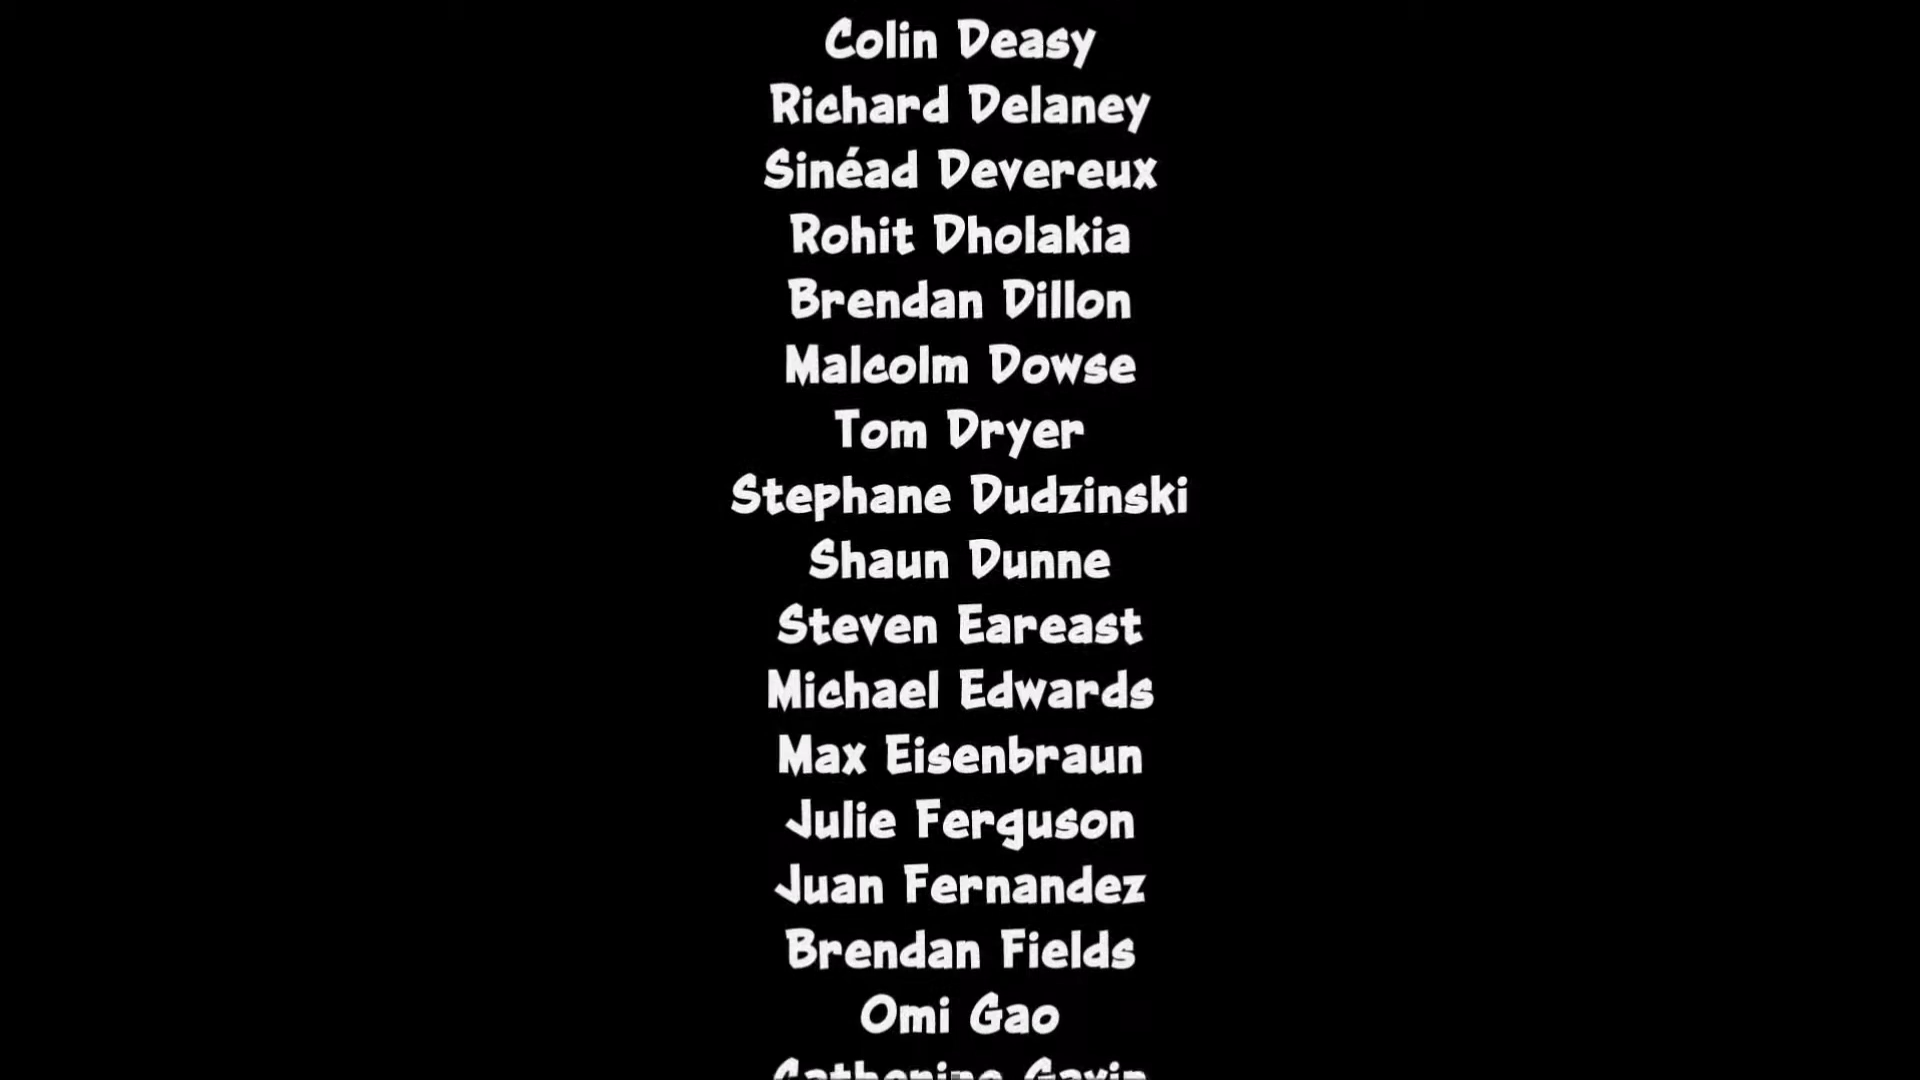 Colin Deasy
Richard Delaney
Sinéad Devereux
Rohit Dholakia
Brendan Dillon
Malcolm Dowse
Tom Dryer
Stephane Dudzinski
Shaun Dunne
Steven Eareast
Michael Edwards
Max Eisenbraun
Julie Ferguson
Juan Fernandez
Brendan Fields
Omi Gao
Catherine Gavin